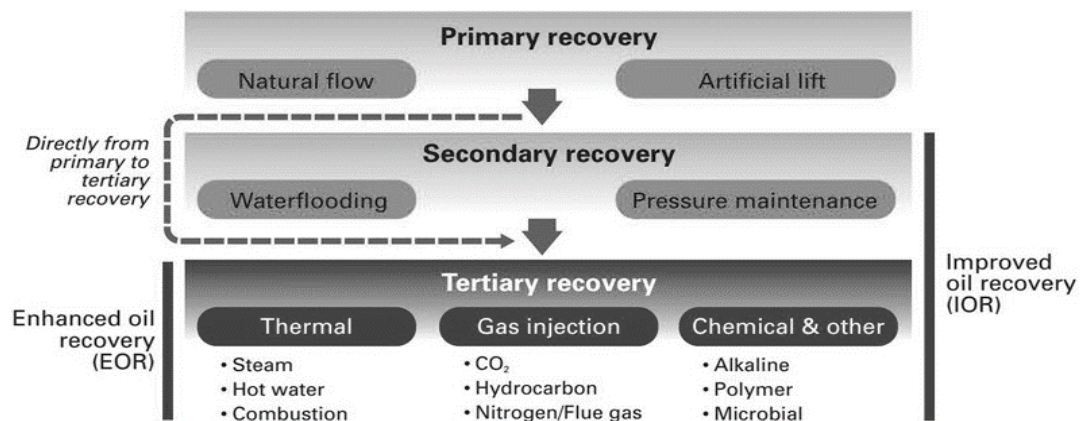 Primary recovery
Natural flow
Artificial lift
Directly from
primary to
tertiary
recovery
Secondary recovery
Waterflooding
Pressure maintenance
Improved
oil recovery
(IOR)
Tertiary recovery
Enhanced oil
recovery
(EOR)
Thermal
• Steam
• Hot water
• Combustion
Gas injection
• CO₂
• Hydrocarbon
• Nitrogen/Flue gas
Chemical & other
• Alkaline
• Polymer
• Microbial